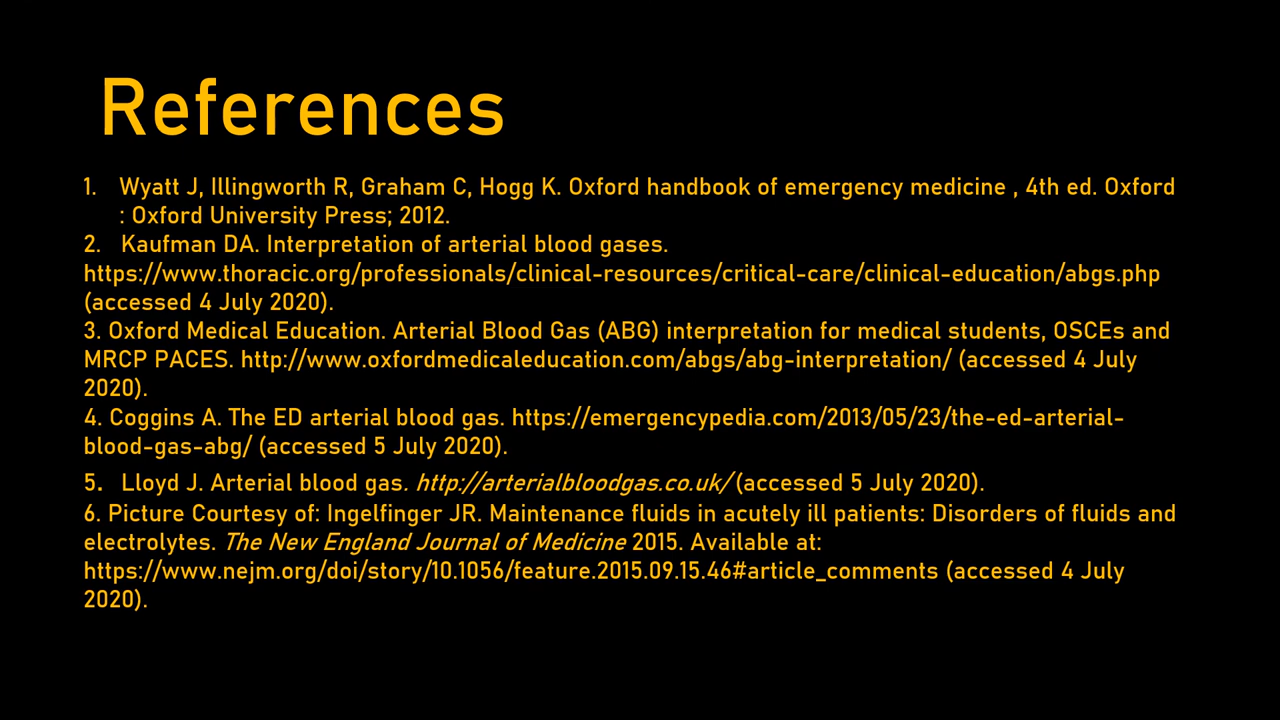 References
1. Wyatt J, Illingworth R, Graham C, Hogg K. Oxford handbook of emergency medicine , 4th ed. Oxford
: Oxford University Press; 2012.
2. Kaufman DA. Interpretation of arterial blood gases.
https://www.thoracic.org/professionals/clinical-resources/critical-care/clinical-education/abgs.php
(accessed 4 July 2020).
3. Oxford Medical Education. Arterial Blood Gas (ABG) interpretation for medical students, OSCEs and
MRCP PACES. http://www.oxfordmedicaleducation.com/abgs/abg-interpretation/ (accessed 4 July
2020).
4. Coggins A. The ED arterial blood gas. https://emergencypedia.com/2013/05/23/the-ed-arterial-
blood-gas-abg/ (accessed 5 July 2020).
5. Lloyd J. Arterial blood gas. http://arterialbloodgas.co.uk/ (accessed 5 July 2020).
6. Picture Courtesy of: Ingelfinger JR. Maintenance fluids in acutely ill patients: Disorders of fluids and
electrolytes. The New England Journal of Medicine 2015. Available at:
https://www.nejm.org/doi/story/10.1056/feature.2015.09.15.46#article_comments (accessed 4 July
2020).